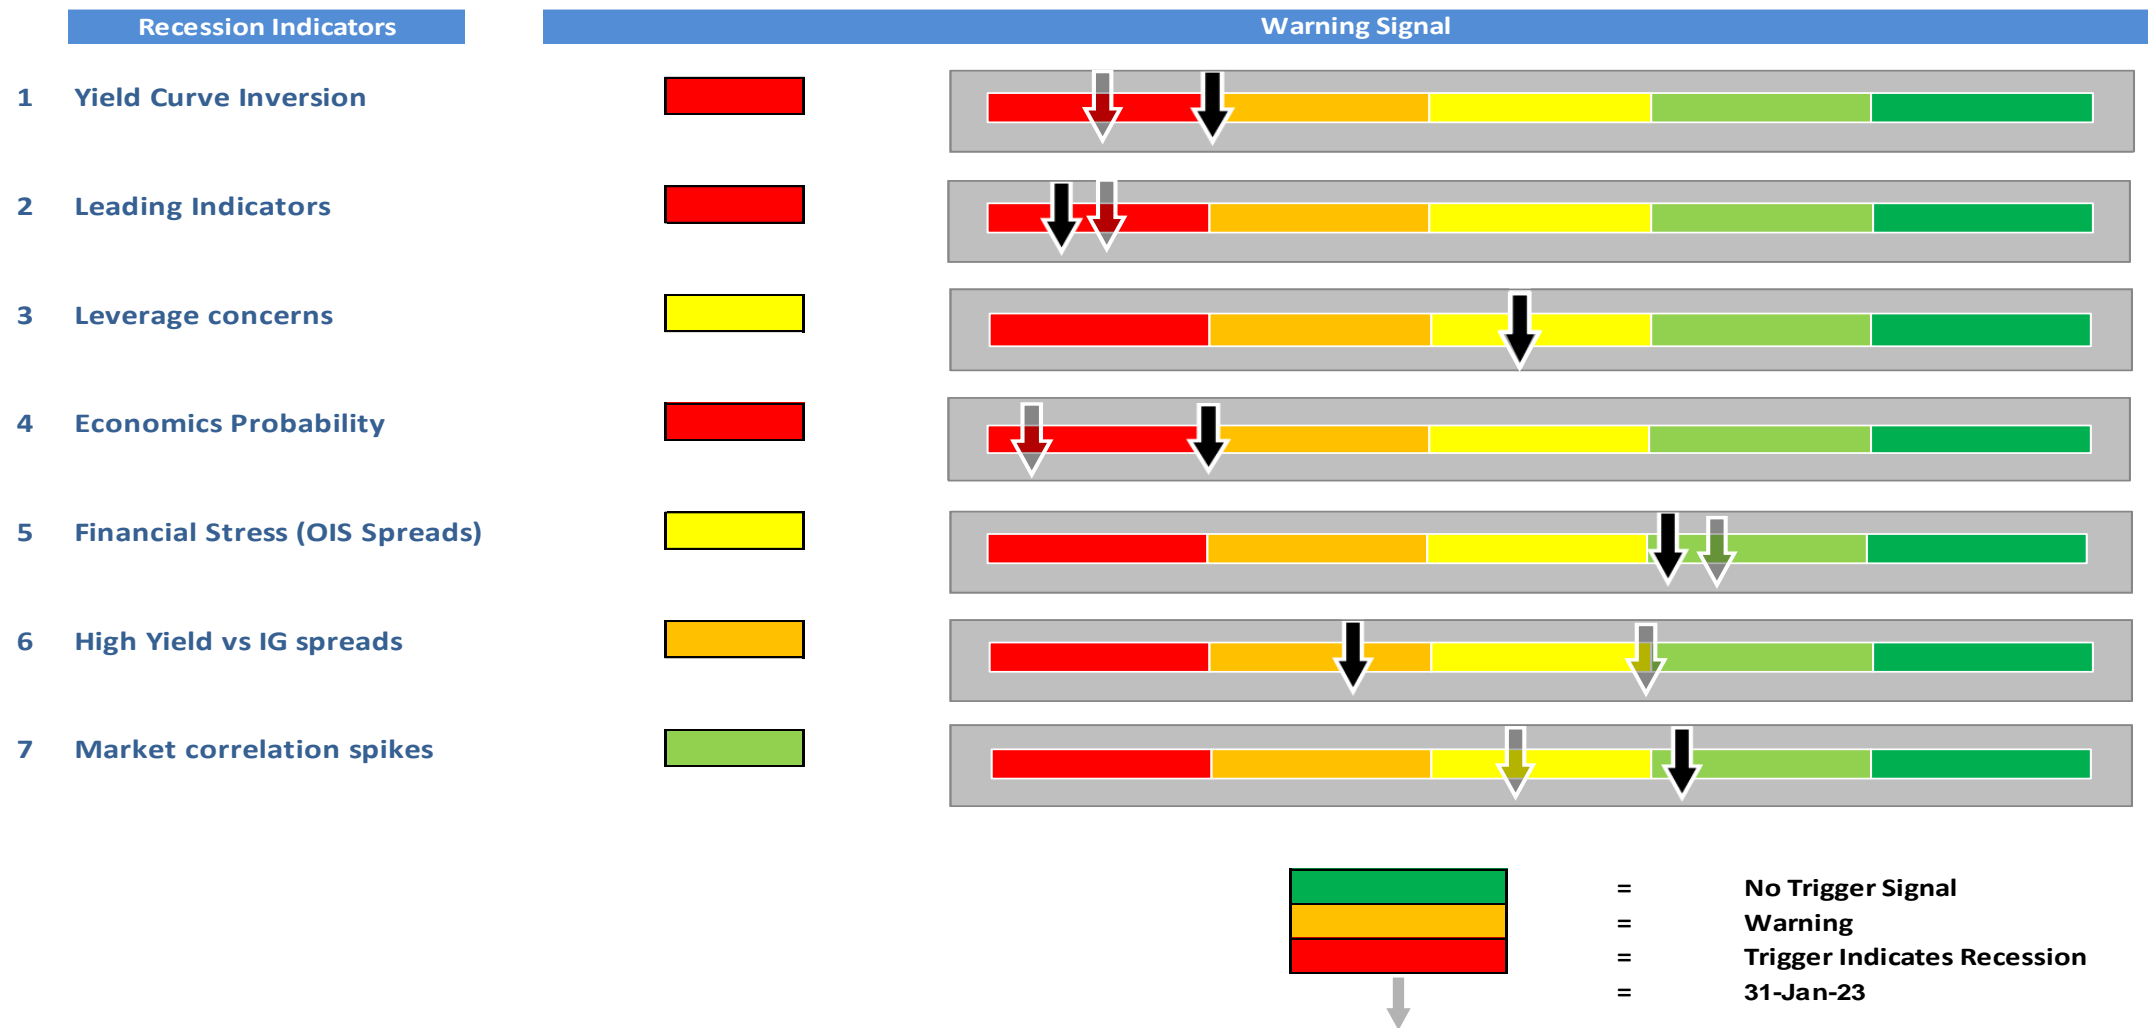 Recession Indicators Warning Signal
1 Yield Curve Inversion
2 Leading Indicators
3 Leverage concerns
4 Economics Probability
5 Financial Stress (OIS Spreads)
6 High Yield vs IG spreads
7 Market correlation spikes
= No Trigger Signal
= Warning
= Trigger Indicates Recession
= 31-Jan-23